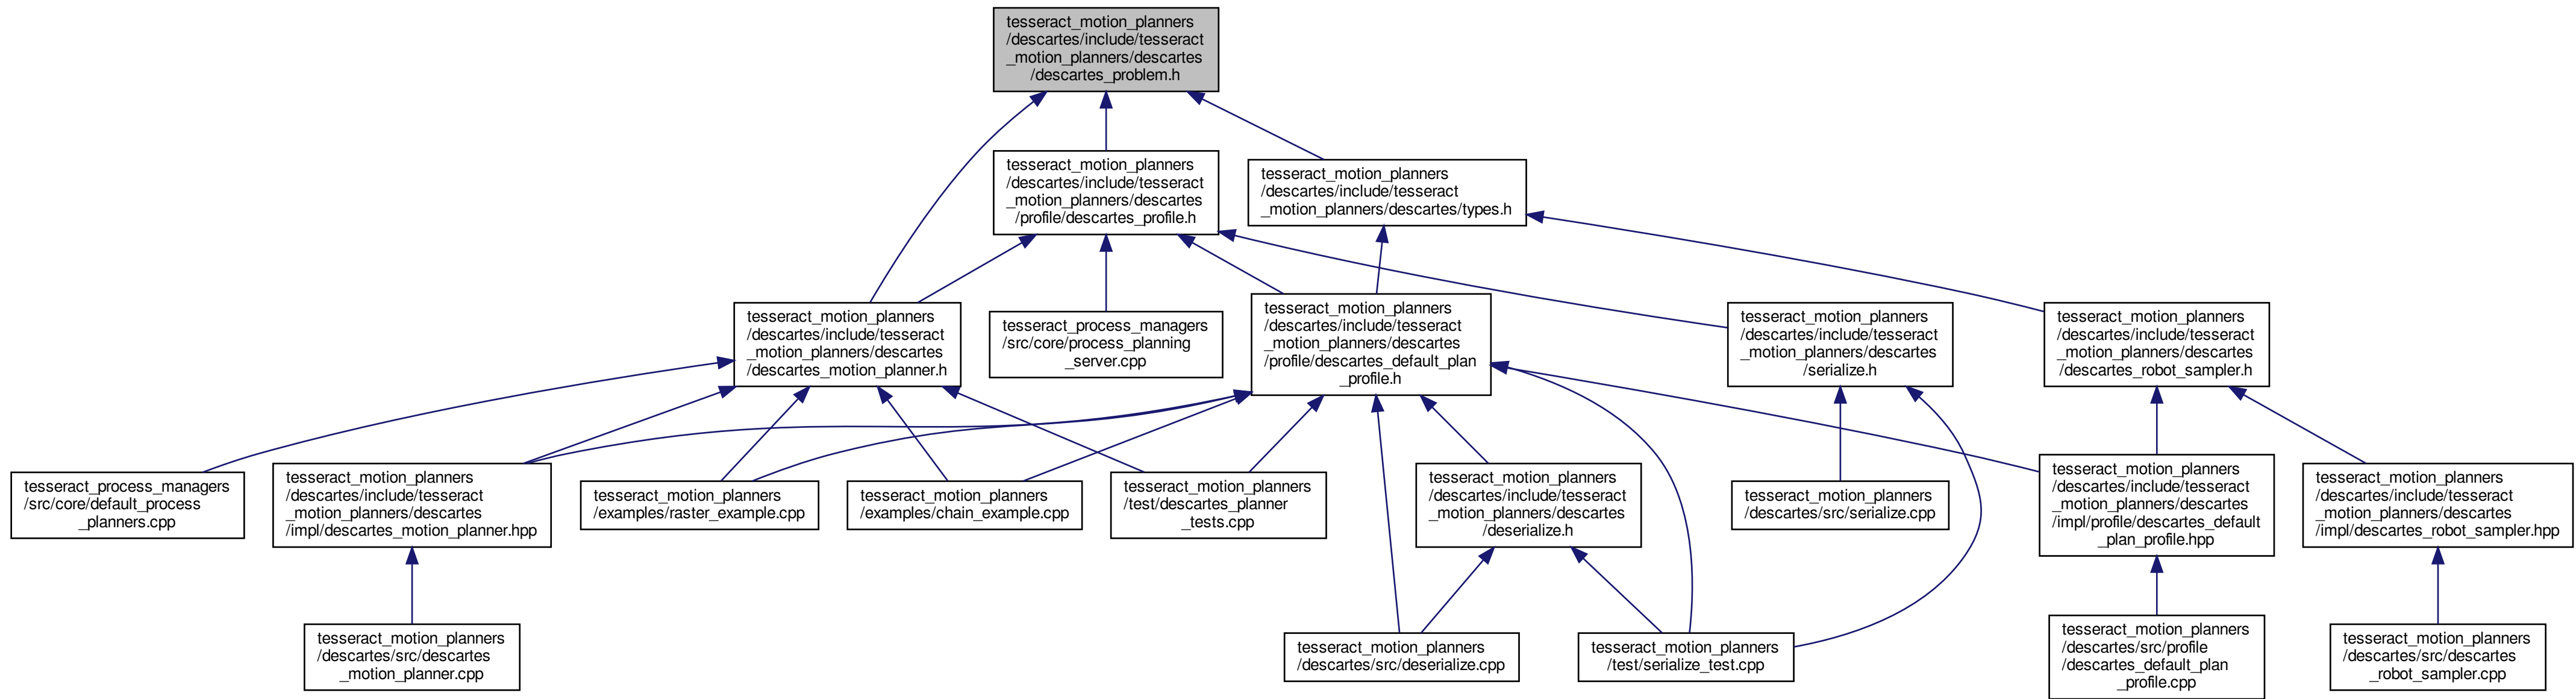 tesseract_motion_planners
/descartes/include/tesseract
_motion_planners/descartes
/descartes_problem.h
tesseract_motion_planners
/descartes/include/tesseract
_motion_planners/descartes
/profile/descartes_profile.h
tesseract_motion_planners
/descartes/include/tesseract
_motion_planners/descartes/types.h
tesseract_motion_planners
/descartes/include/tesseract
_motion_planners/descartes
/descartes_motion_planner.h
tesseract_process_managers
/src/core/process_planning
_server.cpp
tesseract_motion_planners
/descartes/include/tesseract
_motion_planners/descartes
/profile/descartes_default_plan
_profile.h
tesseract_motion_planners
/descartes/include/tesseract
_motion_planners/descartes
/serialize.h
tesseract_motion_planners
/descartes/include/tesseract
_motion_planners/descartes
/descartes_robot_sampler.h
tesseract_process_managers
/src/core/default_process
_planners.cpp
tesseract_motion_planners
/descartes/include/tesseract
_motion_planners/descartes
/impl/descartes_motion_planner.hpp
tesseract_motion_planners
/examples/raster_example.cpp
tesseract_motion_planners
/examples/chain_example.cpp
tesseract_motion_planners
/test/descartes_planner
_tests.cpp
tesseract_motion_planners
/descartes/include/tesseract
_motion_planners/descartes
/deserialize.h
tesseract_motion_planners
/descartes/src/serialize.cpp
tesseract_motion_planners
/descartes/include/tesseract
_motion_planners/descartes
/impl/profile/descartes_default
_plan_profile.hpp
tesseract_motion_planners
/descartes/include/tesseract
_motion_planners/descartes
/impl/descartes_robot_sampler.hpp
tesseract_motion_planners
/descartes/src/descartes
_motion_planner.cpp
tesseract_motion_planners
/descartes/src/deserialize.cpp
tesseract_motion_planners
/test/serialize_test.cpp
tesseract_motion_planners
/descartes/src/profile
/descartes_default_plan
_profile.cpp
tesseract_motion_planners
/descartes/src/descartes
_robot_sampler.cpp